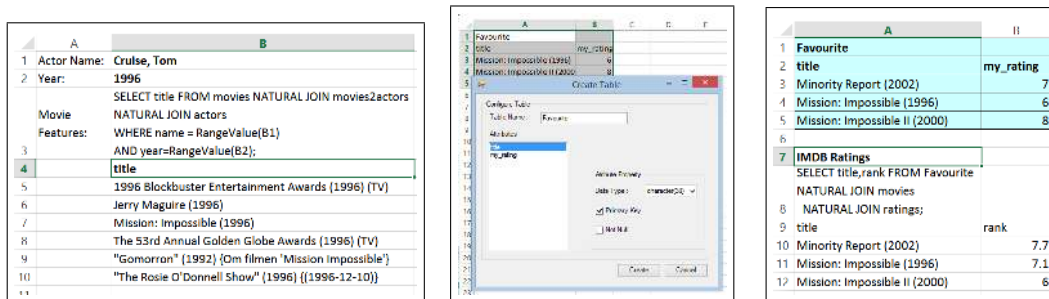 A B
1 Actor Name: Cruise, Tom
2 Year: 1996
SELECT title FROM movies NATURAL JOIN movies2actors
Movie NATURAL JOIN actors
Features: WHERE name = RangeValue(B1)
3 AND year=RangeValue(B2);
4 title
5 1996 Blockbuster Entertainment Awards (1996) (TV)
6 Jerry Maguire (1996)
7 Mission: Impossible (1996)
8 The 53rd Annual Golden Globe Awards (1996) (TV)
9 "Gomorron" (1992) {Om filmen 'Mission Impossible'}
10 "The Rosie O'Donnell Show" (1996) {(1996-12-10)}
11
A B C D E
1 Favourite
2 title my_rating
3 Mission: Impossible (1996) 6
4 Mission: Impossible II (2000) 8
Create Table
Configure Table
Table Name: Favourite
Attributes
title
my_rating
Attribute Property
Data Type: character(50)
Primary Key
Not Null
Create Cancel
A B
1 Favourite
2 title my_rating
3 Minority Report (2002) 7
4 Mission: Impossible (1996) 6
5 Mission: Impossible II (2000) 8
6
7 IMDB Ratings
SELECT title,rank FROM Favourite
NATURAL JOIN movies
8 NATURAL JOIN ratings;
9 title rank
10 Minority Report (2002) 7.7
11 Mission: Impossible (1996) 7.1
12 Mission: Impossible II (2000) 6